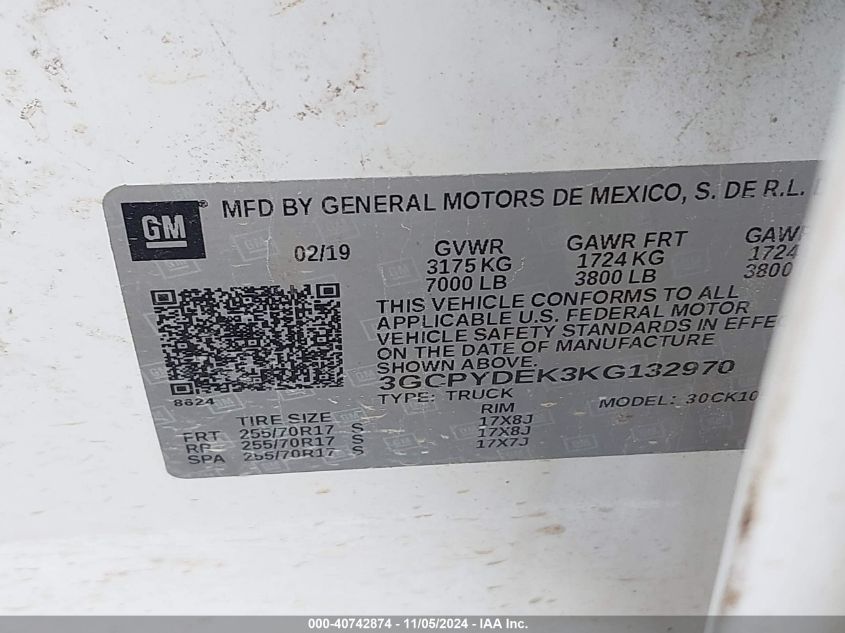 GM ® MFD BY GENERAL MOTORS DE MEXICO, S. DE R.L.
02/19 GVWR GAWR FRT
3175 KG 1724 KG 1724
7000 LB 3800 LB 3800
THIS VEHICLE CONFORMS TO ALL
APPLICABLE U.S. FEDERAL MOTOR
VEHICLE SAFETY STANDARDS IN
ON THE DATE OF MANUFACTURE
SHOWN ABOVE.
3GCPYDEK3KG132970
8624 TYPE: TRUCK MODEL: 30CK10
TIRE SIZE RIM
FRT 255/70R17 S 17X8J
RR 255/70R17 S 17X8J
SPA 255/70R17 S 17X7J
000-40742874 - 11/05/2024 - IAA Inc.